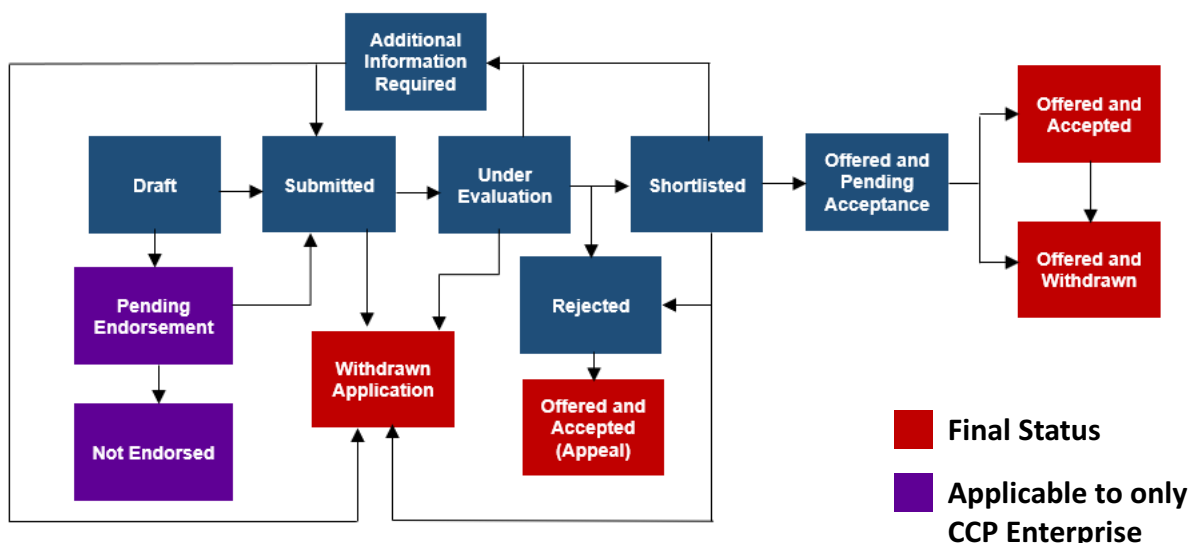 Additional
Information
Required
Offered and
Accepted
Draft
Submitted
Under
Evaluation
Shortlisted
Offered and
Pending
Acceptance
Offered and
Withdrawn
Pending
Endorsement
Rejected
Withdrawn
Application
Offered and
Accepted
(Appeal)
Not Endorsed
Final Status
Applicable to only
CCP Enterprise